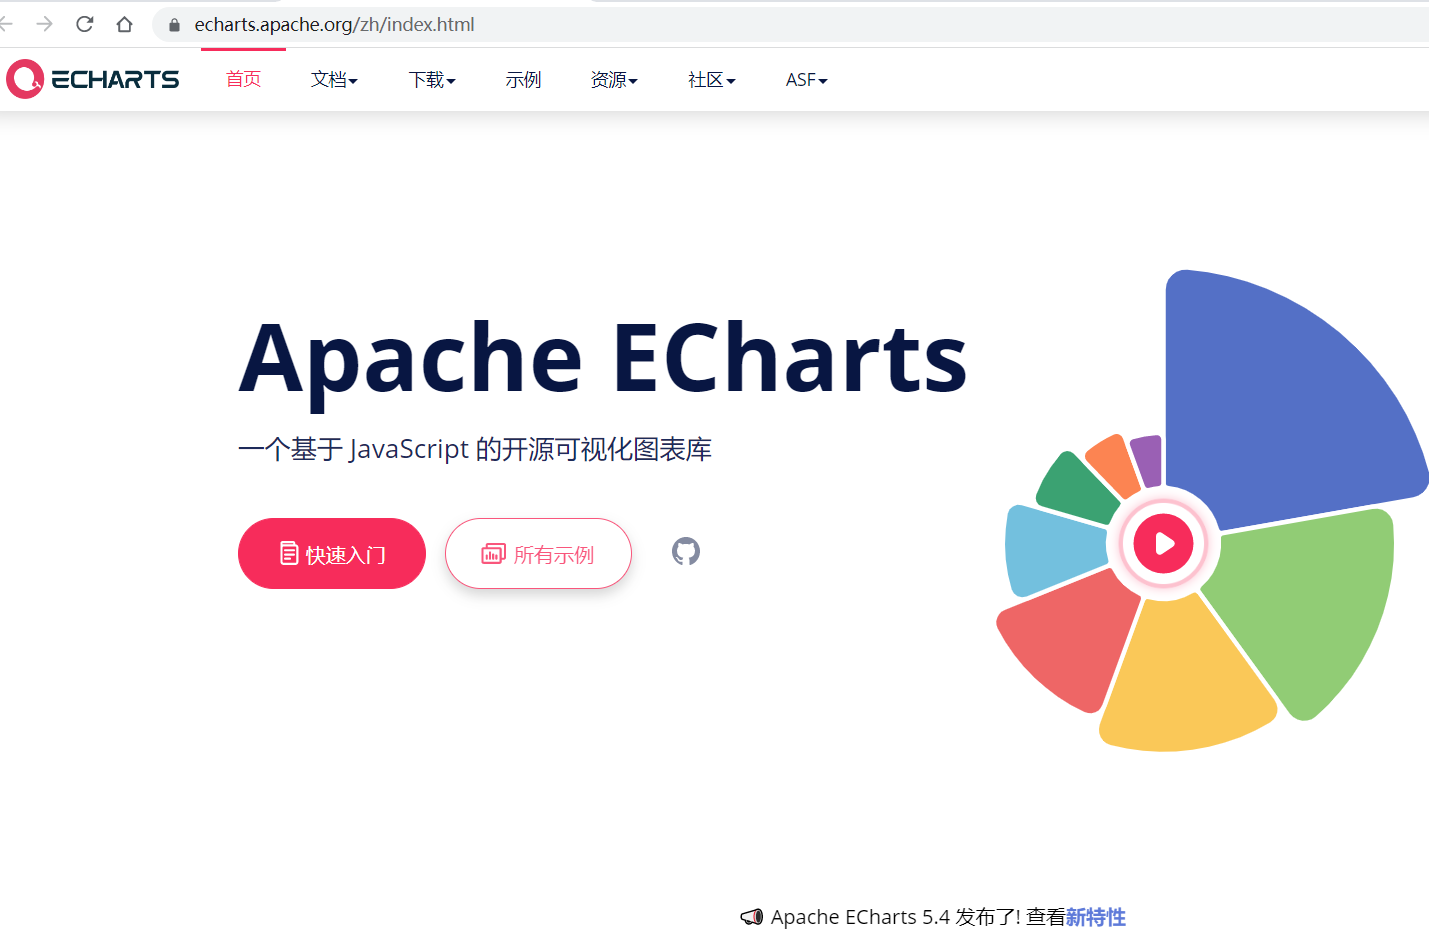 echarts.apache.org/zh/index.html
ECHARTS 首页 文档 下载 示例 资源 社区 ASF
Apache ECharts
一个基于 JavaScript 的开源可视化图表库
快速入门 所有示例
Apache ECharts 5.4 发布了! 查看新特性